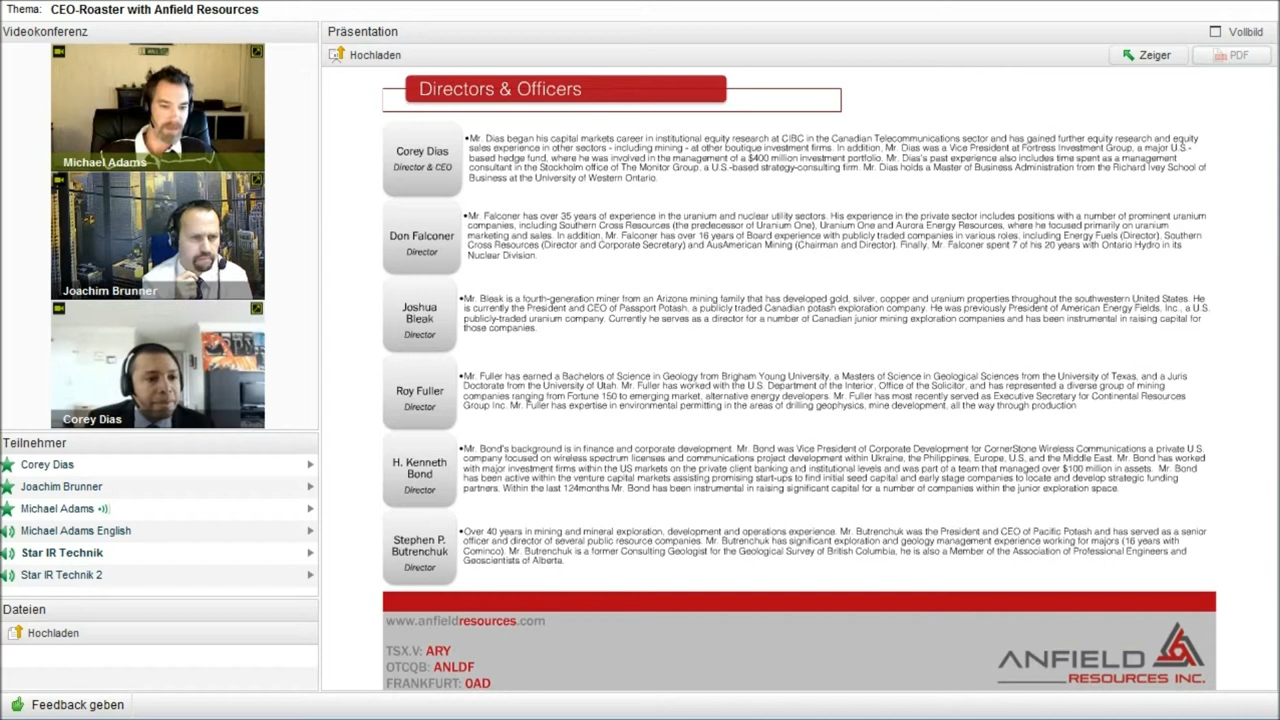 Thema: CEO-Roaster with Anfield Resources
Videokonferenz
Michael Adams
Joachim Brunner
Corey Dias
Teilnehmer
Corey Dias
Joachim Brunner
Michael Adams
Michael Adams English
Star IR Technik
Star IR Technik 2
Dateien
Hochladen
Feedback geben
Präsentation
Vollbild
Hochladen
Zeiger
PDF
Directors & Officers
Corey Dias
Director & CEO
•Mr. Dias began his capital markets career in institutional equity research at CIBC in the Canadian Telecommunications sector and has gained further equity research and equity
sales experience in other sectors - including mining - at other boutique investment firms. In addition, Mr. Dias was a Vice President at Fortress Investment Group, a major U.S.-
based hedge fund, where he was involved in the management of a $400 million investment portfolio. Mr. Dias's past experience also includes time spent as a management
consultant in the Stockholm office of The Monitor Group, a U.S.-based strategy-consulting firm. Mr. Dias holds a Master of Business Administration from the Richard Ivey School of
Business at the University of Western Ontario.
Don Falconer
Director
•Mr. Falconer has over 35 years of experience in the uranium and nuclear utility sectors. His experience in the private sector includes positions with a number of prominent uranium
companies, including Southern Cross Resources (the predecessor of Uranium One), Uranium One and Aurora Energy Resources, where he focused primarily on uranium
marketing and sales. In addition, Mr. Falconer has over 16 years of Board experience with publicly traded companies in various roles, including Energy Fuels (Director), Southern
Cross Resources (Director and Corporate Secretary) and AusAmerican Mining (Chairman and Director). Finally, Mr. Falconer spent 7 of his 20 years with Ontario Hydro in its
Nuclear Division.
Joshua
Bleak
Director
•Mr. Bleak is a fourth-generation miner from an Arizona mining family that has developed gold, silver, copper and uranium properties throughout the southwestern United States. He
is currently the President and CEO of Passport Potash, a publicly traded Canadian potash exploration company. He was previously President of American Energy Fields, Inc., a U.S.
publicly-traded uranium company. Currently he serves as a director for a number of Canadian junior mining exploration companies and has been instrumental in raising capital for
those companies.
Roy Fuller
Director
•Mr. Fuller has earned a Bachelors of Science in Geology from Brigham Young University, a Masters of Science in Geological Sciences from the University of Texas, and a Juris
Doctorate from the University of Utah. Mr. Fuller has worked with the U.S. Department of the Interior, Office of the Solicitor, and has represented a diverse group of mining
companies ranging from Fortune 150 to emerging market, alternative energy developers. Mr. Fuller has most recently served as Executive Secretary for Continental Resources
Group Inc. Mr. Fuller has expertise in environmental permitting in the areas of drilling geophysics, mine development, all the way through production
H. Kenneth
Bond
Director
•Mr. Bond's background is in finance and corporate development. Mr. Bond was Vice President of Corporate Development for CornerStone Wireless Communications a private U.S.
company focused on wireless spectrum licenses and communications project development within Ukraine, the Philippines, Europe, U.S, and the Middle East. Mr. Bond has worked
with major investment firms within the US markets on the private client banking and institutional levels and was part of a team that managed over $100 million in assets. Mr. Bond
has been active within the venture capital markets assisting promising start-ups to find initial seed capital and early stage companies to locate and develop strategic funding
partners. Within the last 124months Mr. Bond has been instrumental in raising significant capital for a number of companies within the junior exploration space.
Stephen P.
Butrenchuk
Director
•Over 40 years in mining and mineral exploration, development and operations experience. Mr. Butrenchuk was the President and CEO of Pacific Potash and has served as a senior
officer and director of several public resource companies. Mr. Butrenchuk has significant exploration and geology management experience working for majors (16 years with
Cominco). Mr. Butrenchuk is a former Consulting Geologist for the Geological Survey of British Columbia, he is also a Member of the Association of Professional Engineers and
Geoscientists of Alberta.
www.anfieldresources.com
TSX.V: ARY
OTCQB: ANLDF
FRANKFURT: 0AD
ANFIELD
RESOURCES INC.